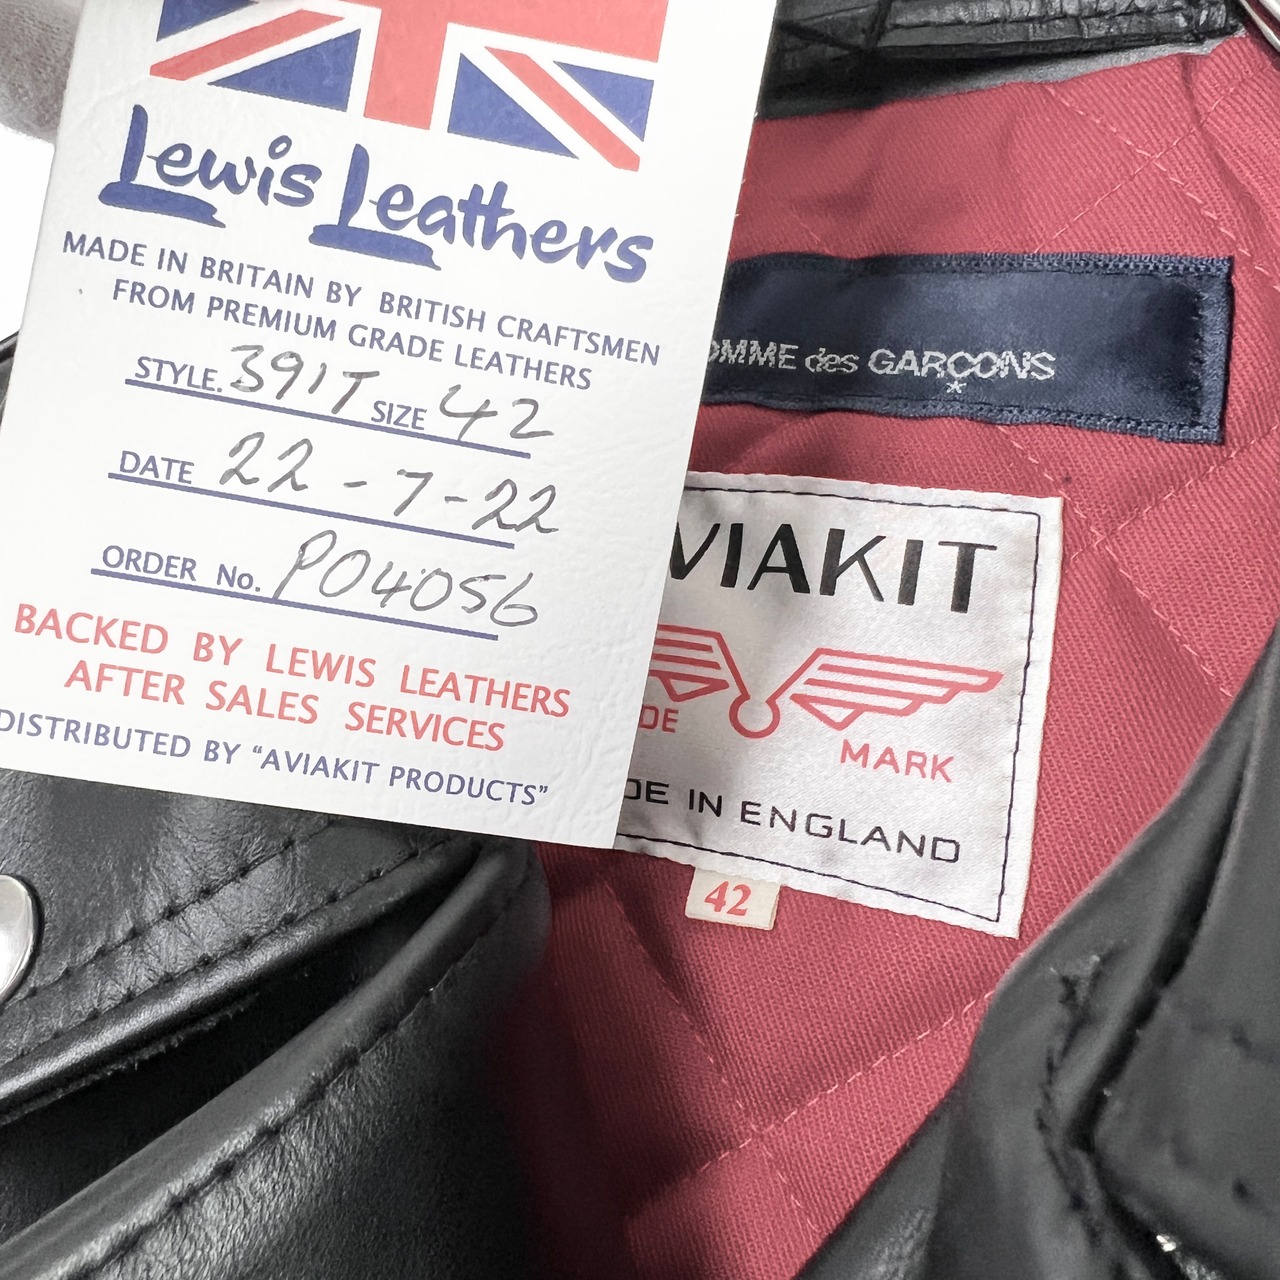 Lewis Leathers
MADE IN BRITAIN BY BRITISH CRAFTSMEN
FROM PREMIUM GRADE LEATHERS
STYLE. 391T SIZE 42
DATE 22-7-22
ORDER No. PO4056
BACKED BY LEWIS LEATHERS
AFTER SALES SERVICES
DISTRIBUTED BY “AVIAKIT PRODUCTS”
OMME des GARÇONS
VIAKIT
DE MARK
DE IN ENGLAND
42